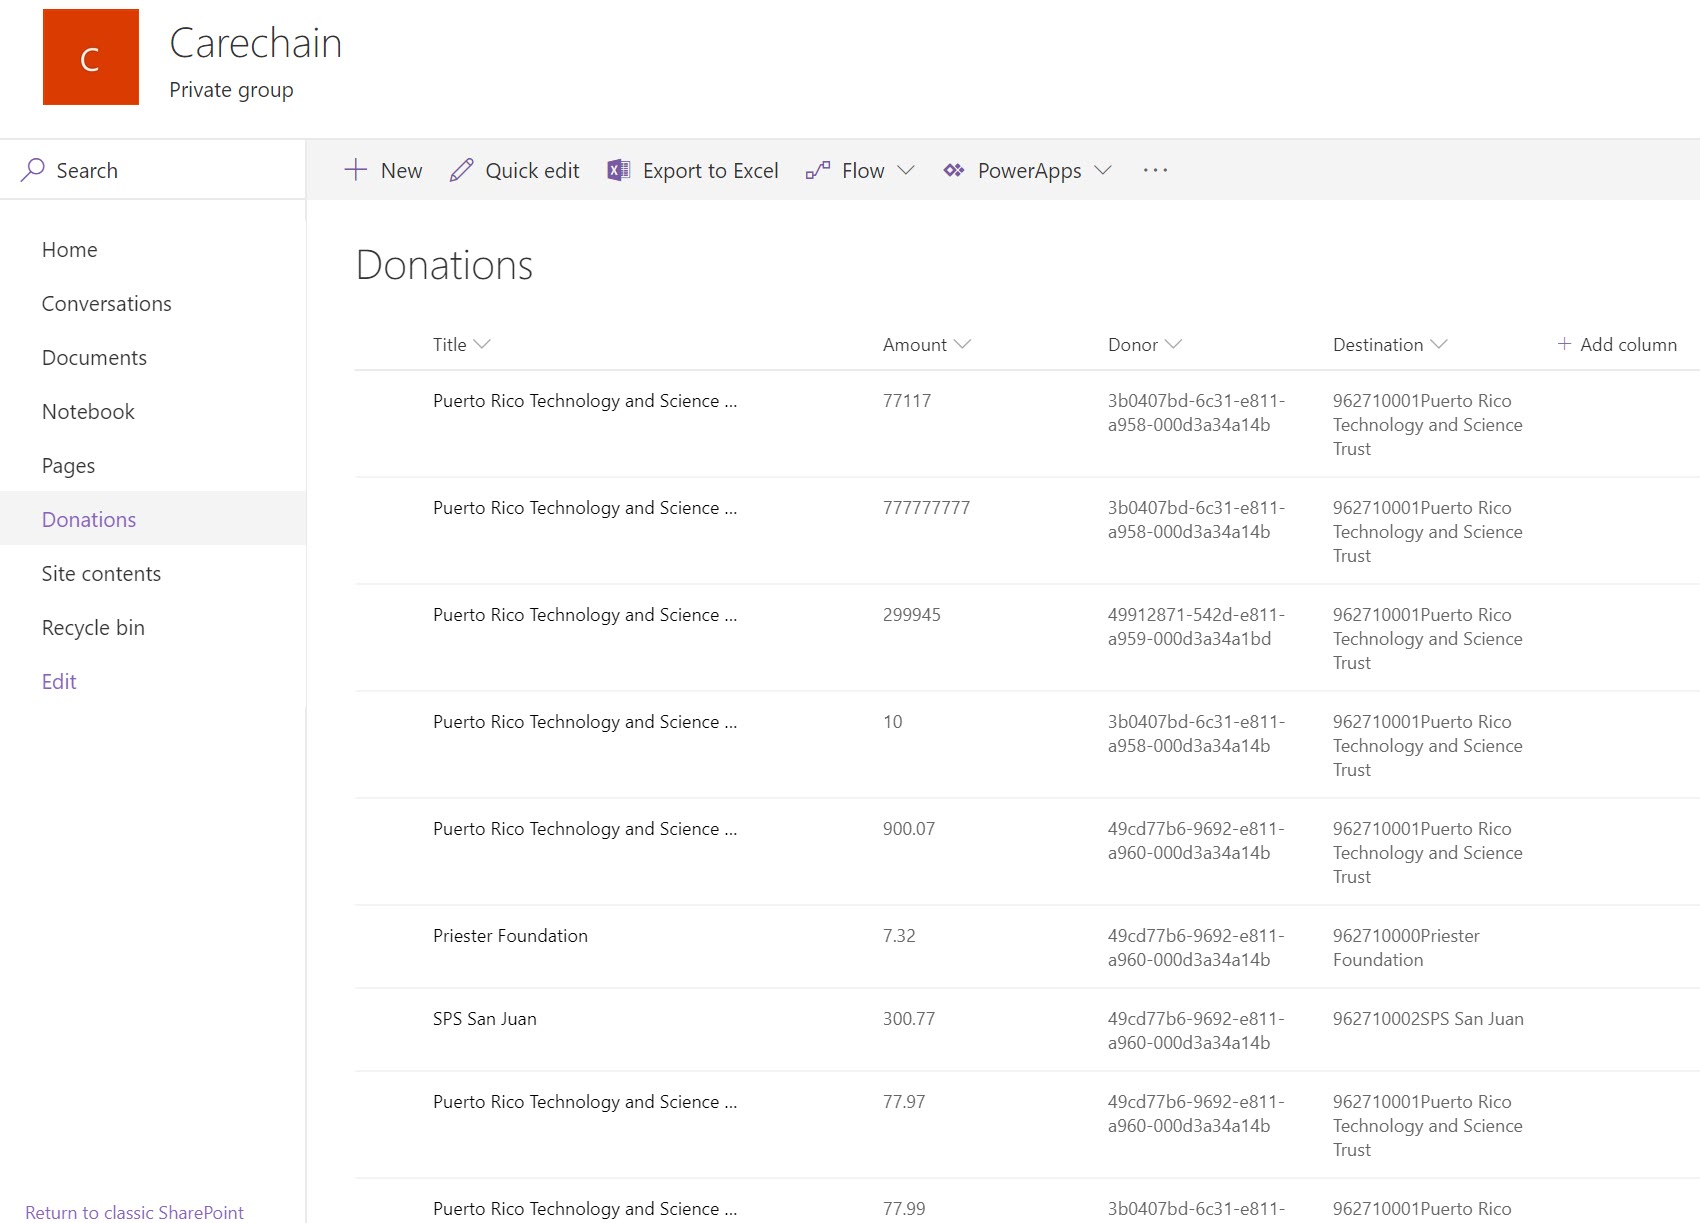 C
Carechain
Private group
Search
New
Quick edit
Export to Excel
Flow
PowerApps
...
Home
Conversations
Documents
Notebook
Pages
Donations
Site contents
Recycle bin
Edit
Return to classic SharePoint
Donations
Title
Amount
Donor
Destination
+ Add column
Puerto Rico Technology and Science ...
77117
3b0407bd-6c31-e811-
a958-000d3a34a14b
962710001Puerto Rico
Technology and Science
Trust
Puerto Rico Technology and Science ...
777777777
3b0407bd-6c31-e811-
a958-000d3a34a14b
962710001Puerto Rico
Technology and Science
Trust
Puerto Rico Technology and Science ...
299945
49912871-542d-e811-
a959-000d3a34a1bd
962710001Puerto Rico
Technology and Science
Trust
Puerto Rico Technology and Science ...
10
3b0407bd-6c31-e811-
a958-000d3a34a14b
962710001Puerto Rico
Technology and Science
Trust
Puerto Rico Technology and Science ...
900.07
49cd77b6-9692-e811-
a960-000d3a34a14b
962710001Puerto Rico
Technology and Science
Trust
Priester Foundation
7.32
49cd77b6-9692-e811-
a960-000d3a34a14b
962710000Priester
Foundation
SPS San Juan
300.77
49cd77b6-9692-e811-
a960-000d3a34a14b
962710002SPS San Juan
Puerto Rico Technology and Science ...
77.97
49cd77b6-9692-e811-
a960-000d3a34a14b
962710001Puerto Rico
Technology and Science
Trust
Puerto Rico Technology and Science ...
77.99
3b0407bd-6c31-e811-
962710001Puerto Rico